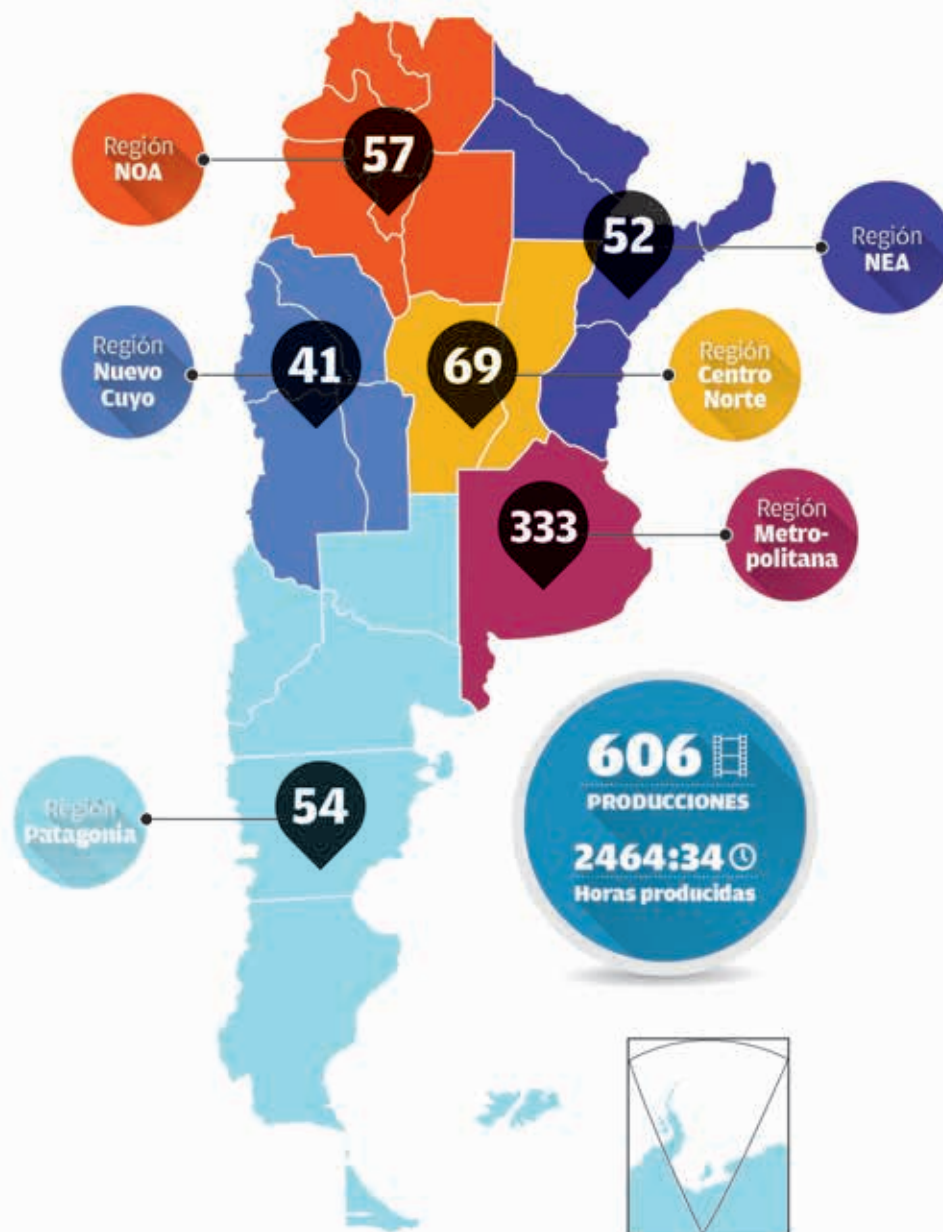 57
Región
NOA
52
Región
NEA
Región
Nuevo
Cuyo
41
69
Región
Centro
Norte
333
Región
Metro-
politana
606
PRODUCCIONES
2464:34
Horas producidas
54
Región
Patagonia